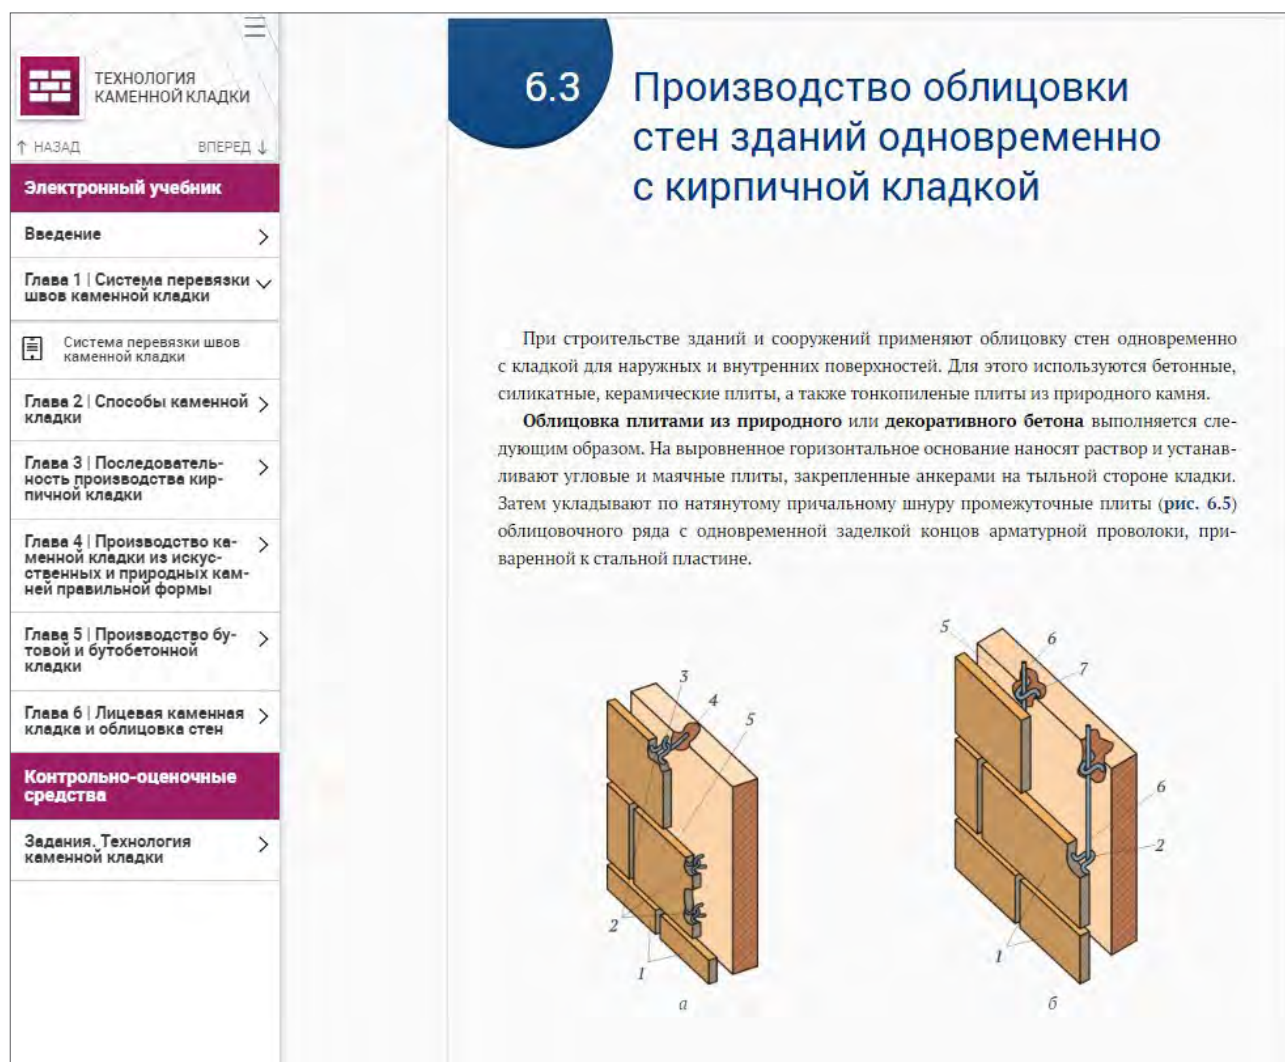 ТЕХНОЛОГИЯ
КАМЕННОЙ КЛАДКИ
↑ НАЗАД
ВПЕРЕД ↓
Электронный учебник
Введение
Глава 1 | Система перевязки
швов каменной кладки
Система перевязки швов
каменной кладки
Глава 2 | Способы каменной
кладки
Глава 3 | Последователь-
ность производства кир-
пичной кладки
Глава 4 | Производство ка-
менной кладки из искус-
ственных и природных кам-
ней правильной формы
Глава 5 | Производство бу-
товой и бутобетонной
кладки
Глава 6 | Лицевая каменная
кладка и облицовка стен
Контрольно-оценочные
средства
Задания. Технология
каменной кладки
6.3
Производство облицовки
стен зданий одновременно
с кирпичной кладкой
При строительстве зданий и сооружений применяют облицовку стен одновременно
с кладкой для наружных и внутренних поверхностей. Для этого используются бетонные,
силикатные, керамические плиты, а также тонкопиленые плиты из природного камня.
Облицовка плитами из природного или декоративного бетона выполняется сле-
дующим образом. На выровненное горизонтальное основание наносят раствор и устанав-
ливают угловые и маячные плиты, закрепленные анкерами на тыльной стороне кладки.
Затем укладывают по натянутому причальному шнуру промежуточные плиты (рис. 6.5)
облицовочного ряда с одновременной заделкой концов арматурной проволоки, при-
варенной к стальной пластине.
3
4
5
2
1
а
5
6
7
6
2
1
б